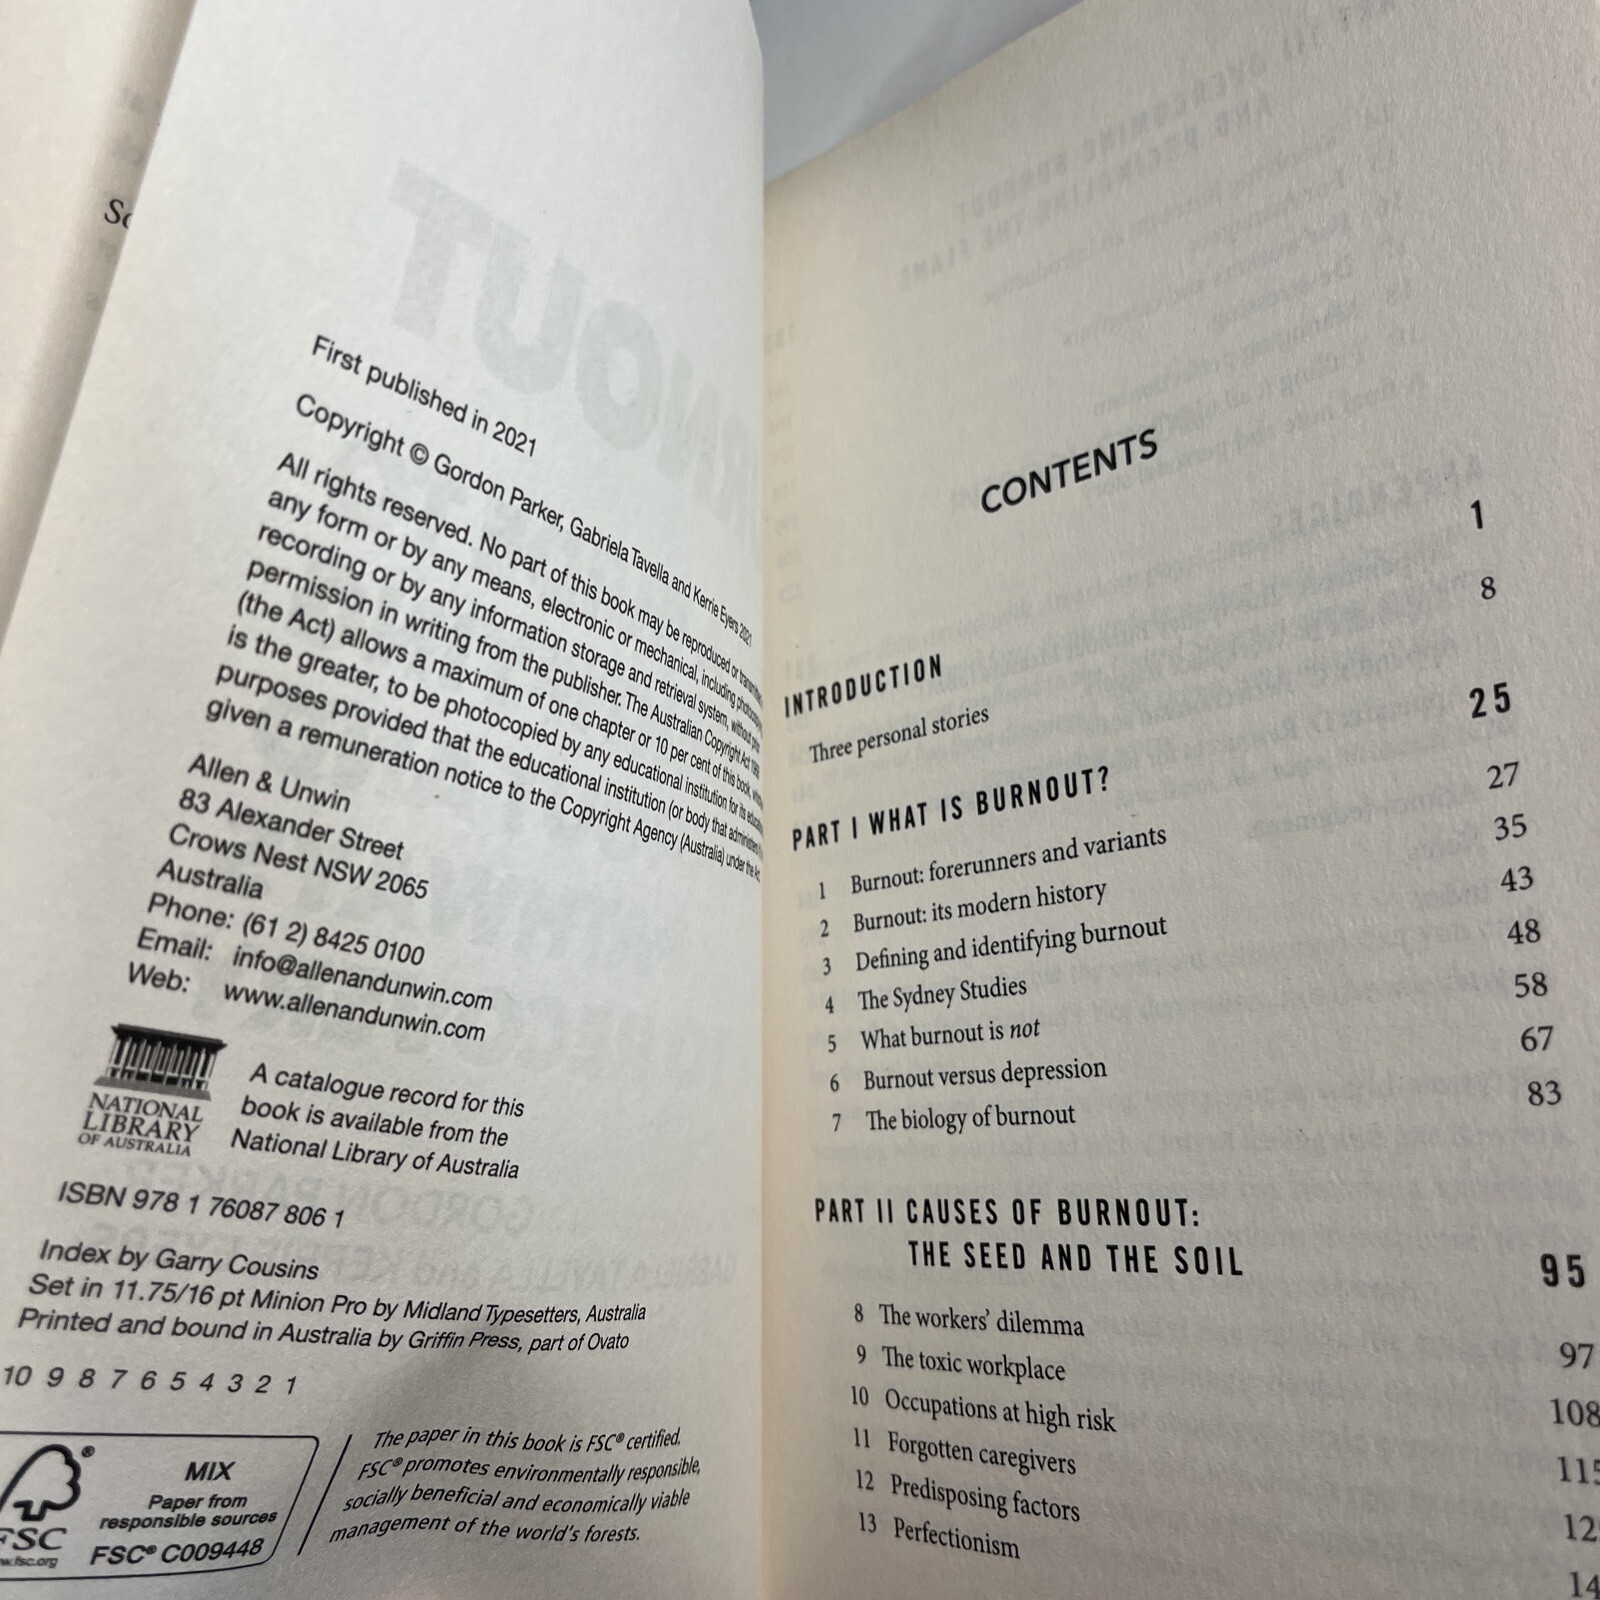 So
First published in 2021
Copyright © Gordon Parker, Gabriela Tavella and Kerrie Eyers 2021
All rights reserved. No part of this book may be reproduced or transmitted
any form or by any means, electronic or mechanical, including
recording or by any information storage and retrieval system, without
permission in writing from the publisher. The Australian Copyright Act 1968
(the Act) allows a maximum of one chapter or 10 per cent of this book,
is the greater, to be photocopied by any educational institution for its
purposes provided that the educational institution (or body that
given a remuneration notice to the Copyright Agency (Australia) under the
Allen & Unwin
83 Alexander Street
Crows Nest NSW 2065
Australia
Phone: (61 2) 8425 0100
Email: info@allenandunwin.com
Web: www.allenandunwin.com
NATIONAL
LIBRARY
OF AUSTRALIA
A catalogue record for this
book is available from the
National Library of Australia
ISBN 978 1 76087 806 1
Index by Garry Cousins
Set in 11.75/16 pt Minion Pro by Midland Typesetters, Australia
Printed and bound in Australia by Griffin Press, part of Ovato
10 9 8 7 6 5 4 3 2 1
FSC
www.fsc.org
MIX
Paper from
responsible sources
FSC® C009448
The paper in this book is FSC® certified.
FSC® promotes environmentally responsible,
socially beneficial and economically viable
management of the world's forests.
CONTENTS
INTRODUCTION 1
Three personal stories 8
PART I WHAT IS BURNOUT? 25
1 Burnout: forerunners and variants 27
2 Burnout: its modern history 35
3 Defining and identifying burnout 43
4 The Sydney Studies 48
5 What burnout is not 58
6 Burnout versus depression 67
7 The biology of burnout 83
PART II CAUSES OF BURNOUT:
THE SEED AND THE SOIL 95
8 The workers' dilemma 97
9 The toxic workplace 108
10 Occupations at high risk 115
11 Forgotten caregivers 12
12 Predisposing factors 14
13 Perfectionism